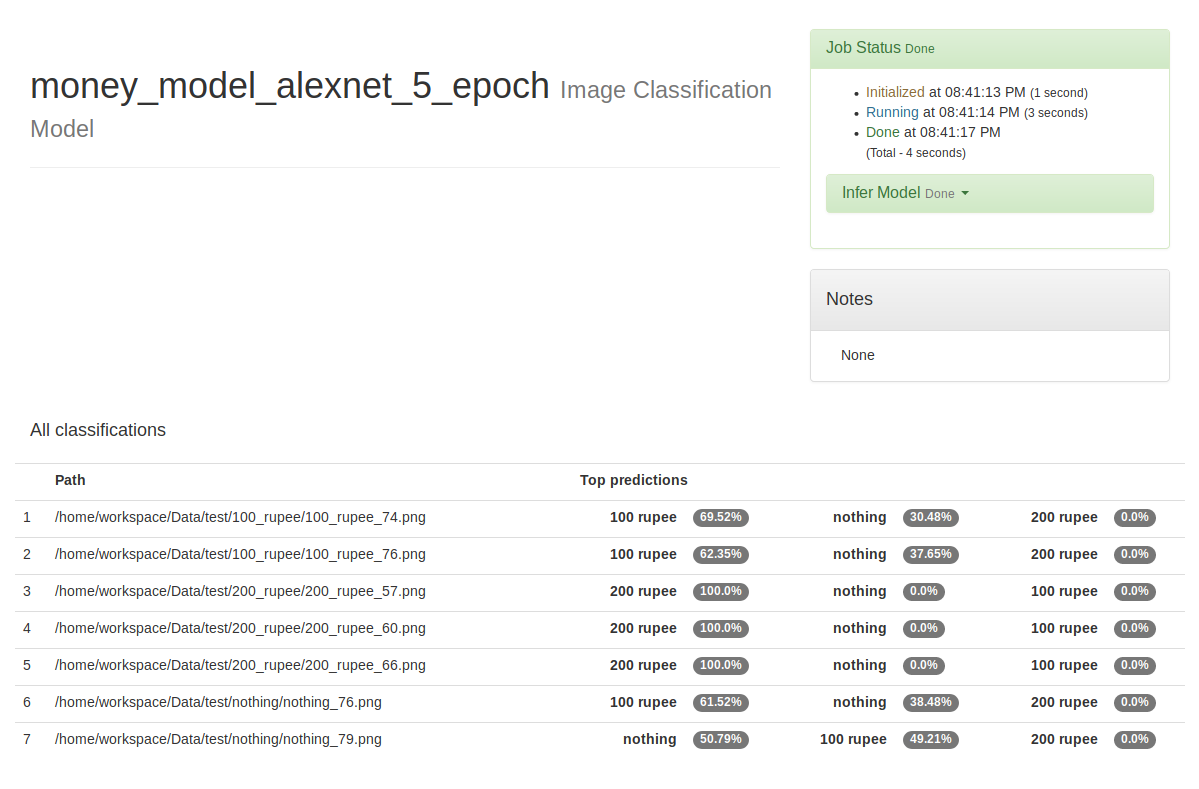 money_model_alexnet_5_epoch Image Classification
Model
Job Status Done
Initialized at 08:41:13 PM (1 second)
Running at 08:41:14 PM (3 seconds)
Done at 08:41:17 PM
(Total - 4 seconds)
Infer Model Done
Notes
None
All classifications
Path Top predictions
1 /home/workspace/Data/test/100_rupee/100_rupee_74.png 100 rupee 69.52% nothing 30.48% 200 rupee 0.0%
2 /home/workspace/Data/test/100_rupee/100_rupee_76.png 100 rupee 62.35% nothing 37.65% 200 rupee 0.0%
3 /home/workspace/Data/test/200_rupee/200_rupee_57.png 200 rupee 100.0% nothing 0.0% 100 rupee 0.0%
4 /home/workspace/Data/test/200_rupee/200_rupee_60.png 200 rupee 100.0% nothing 0.0% 100 rupee 0.0%
5 /home/workspace/Data/test/200_rupee/200_rupee_66.png 200 rupee 100.0% nothing 0.0% 100 rupee 0.0%
6 /home/workspace/Data/test/nothing/nothing_76.png 100 rupee 61.52% nothing 38.48% 200 rupee 0.0%
7 /home/workspace/Data/test/nothing/nothing_79.png nothing 50.79% 100 rupee 49.21% 200 rupee 0.0%